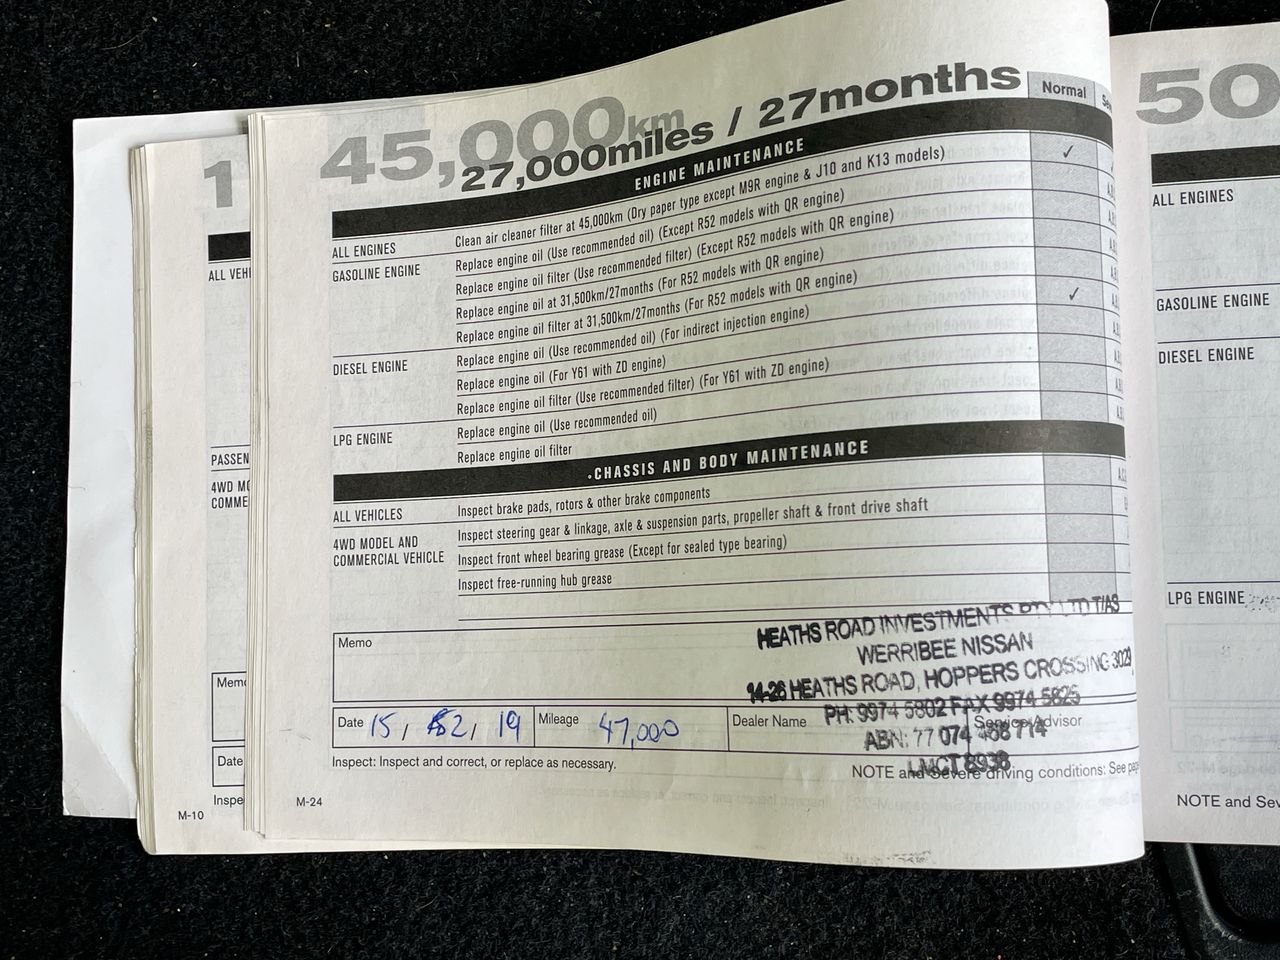 45,000km
27,000miles / 27months
Normal
ENGINE MAINTENANCE
ALL ENGINES Clean air cleaner filter at 45,000km (Dry paper type except M9R engine & J10 and K13 models) ✓
GASOLINE ENGINE Replace engine oil (Use recommended oil) (Except R52 models with QR engine)
Replace engine oil filter (Use recommended filter) (Except R52 models with QR engine)
Replace engine oil at 31,500km/27months (For R52 models with QR engine)
Replace engine oil filter at 31,500km/27months (For R52 models with QR engine)
DIESEL ENGINE Replace engine oil (Use recommended oil) (For indirect injection engine) ✓
Replace engine oil (For Y61 with ZD engine)
Replace engine oil filter (Use recommended filter) (For Y61 with ZD engine)
LPG ENGINE Replace engine oil (Use recommended oil)
Replace engine oil filter
CHASSIS AND BODY MAINTENANCE
ALL VEHICLES Inspect brake pads, rotors & other brake components
4WD MODEL AND COMMERCIAL VEHICLE Inspect steering gear & linkage, axle & suspension parts, propeller shaft & front drive shaft
Inspect front wheel bearing grease (Except for sealed type bearing)
Inspect free-running hub grease
Memo
HEATHS ROAD INVESTMENTS PTY LTD T/AS
WERRIBEE NISSAN
14-26 HEATHS ROAD, HOPPERS CROSSING 3029
PH: 9974 5802 FAX 9974 5825
ABN: 77 074 468 714
LMCT 8938
Date 15, 2, 19 Mileage 47,000 Dealer Name Service Advisor
Inspect: Inspect and correct, or replace as necessary.
NOTE and Severe driving conditions: See
M-24
1
ALL
PASSEN
4WD
COMME
Memo
Date
Inspe
M-10
50
ALL ENGINES
GASOLINE ENGINE
DIESEL ENGINE
LPG ENGINE
NOTE and Sev